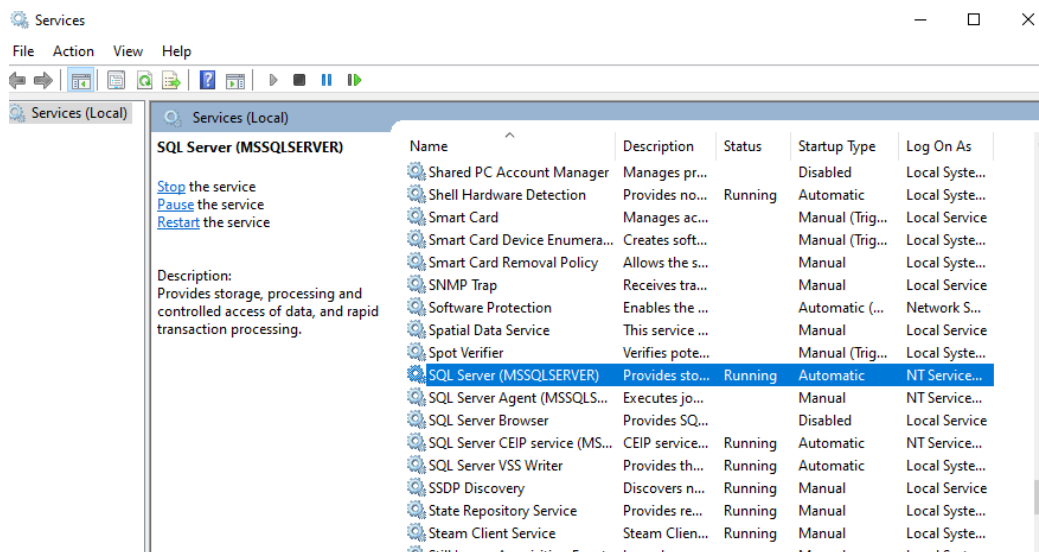 Services
File Action View Help
Services (Local)
Services (Local)
SQL Server (MSSQLSERVER)
Stop the service
Pause the service
Restart the service
Description:
Provides storage, processing and
controlled access of data, and rapid
transaction processing.
Name Description Status Startup Type Log On As
Shared PC Account Manager Manages pr... Disabled Local Syste...
Shell Hardware Detection Provides no... Running Automatic Local Syste...
Smart Card Manages ac... Manual (Trig... Local Service
Smart Card Device Enumera... Creates soft... Manual (Trig... Local Syste...
Smart Card Removal Policy Allows the s... Manual Local Syste...
SNMP Trap Receives tra... Manual Local Service
Software Protection Enables the ... Automatic (... Network S...
Spatial Data Service This service ... Manual Local Service
Spot Verifier Verifies pote... Manual (Trig... Local Syste...
SQL Server (MSSQLSERVER) Provides sto... Running Automatic NT Service...
SQL Server Agent (MSSQLS... Executes jo... Manual NT Service...
SQL Server Browser Provides SQ... Disabled Local Service
SQL Server CEIP service (MS... CEIP service... Running Automatic NT Service...
SQL Server VSS Writer Provides th... Running Automatic Local Syste...
SSDP Discovery Discovers n... Running Manual Local Service
State Repository Service Provides re... Running Manual Local Syste...
Steam Client Service Steam Clien... Running Manual Local Syste...